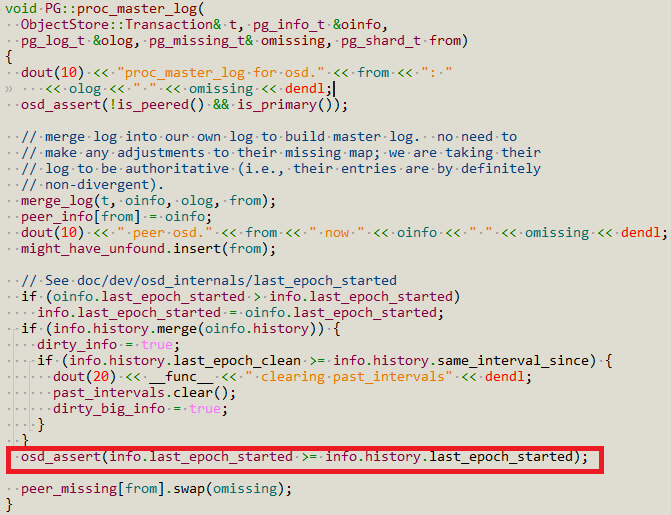 void PG::proc_master_log(
  ObjectStore::Transaction& t, pg_info_t &oinfo,
  pg_log_t &olog, pg_missing_t& omissing, pg_shard_t from)
{
  dout(10) << "proc_master_log for osd." << from << ": "
» << olog << " " << omissing << dendl;
  osd_assert(!is_peered() && is_primary());
  // merge log into our own log to build master log.  no need to
  // make any adjustments to their missing map; we are taking their
  // log to be authoritative (i.e., their entries are by definitely
  // non-divergent).
  merge_log(t, oinfo, olog, from);
  peer_info[from] = oinfo;
  dout(10) << " peer osd." << from << " now " << oinfo << " " << omissing << dendl;
  might_have_unfound.insert(from);
  // See doc/dev/osd_internals/last_epoch_started
  if (oinfo.last_epoch_started > info.last_epoch_started)
    info.last_epoch_started = oinfo.last_epoch_started;
  if (info.history.merge(oinfo.history)) {
    dirty_info = true;
    if (info.history.last_epoch_clean >= info.history.same_interval_since) {
      dout(20) << __func__ << " clearing past_intervals" << dendl;
      past_intervals.clear();
      dirty_big_info = true;
    }
  }
  osd_assert(info.last_epoch_started >= info.history.last_epoch_started);
  peer_missing[from].swap(omissing);
}